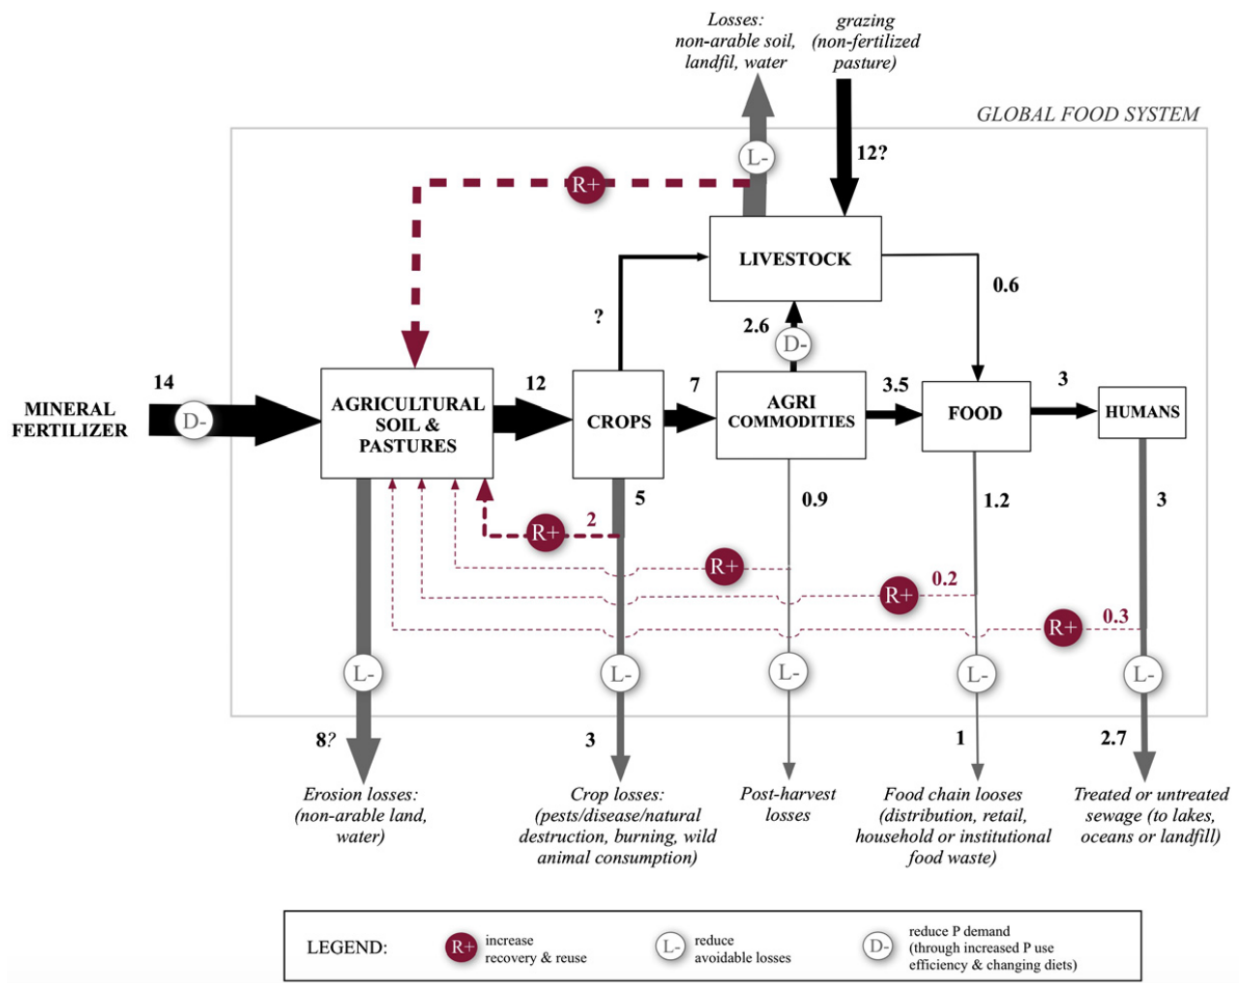 Losses:
non-arable soil,
landfil, water
grazing
(non-fertilized
pasture)
GLOBAL FOOD SYSTEM
L-
12?
R+
LIVESTOCK
0.6
?
2.6
D-
14
MINERAL
FERTILIZER
D-
AGRICULTURAL
SOIL &
PASTURES
12
CROPS
7
AGRI
COMMODITIES
3.5
FOOD
3
HUMANS
5
0.9
1.2
3
R+
2
R+
R+
0.2
R+
0.3
L-
L-
L-
L-
L-
8?
3
1
2.7
Erosion losses:
(non-arable land,
water)
Crop losses:
(pests/disease/natural
destruction, burning, wild
animal consumption)
Post-harvest
losses
Food chain looses
(distribution, retail,
household or institutional
food waste)
Treated or untreated
sewage (to lakes,
oceans or landfill)
LEGEND:
R+
increase
recovery & reuse
L-
reduce
avoidable losses
D-
reduce P demand
(through increased P use
efficiency & changing diets)